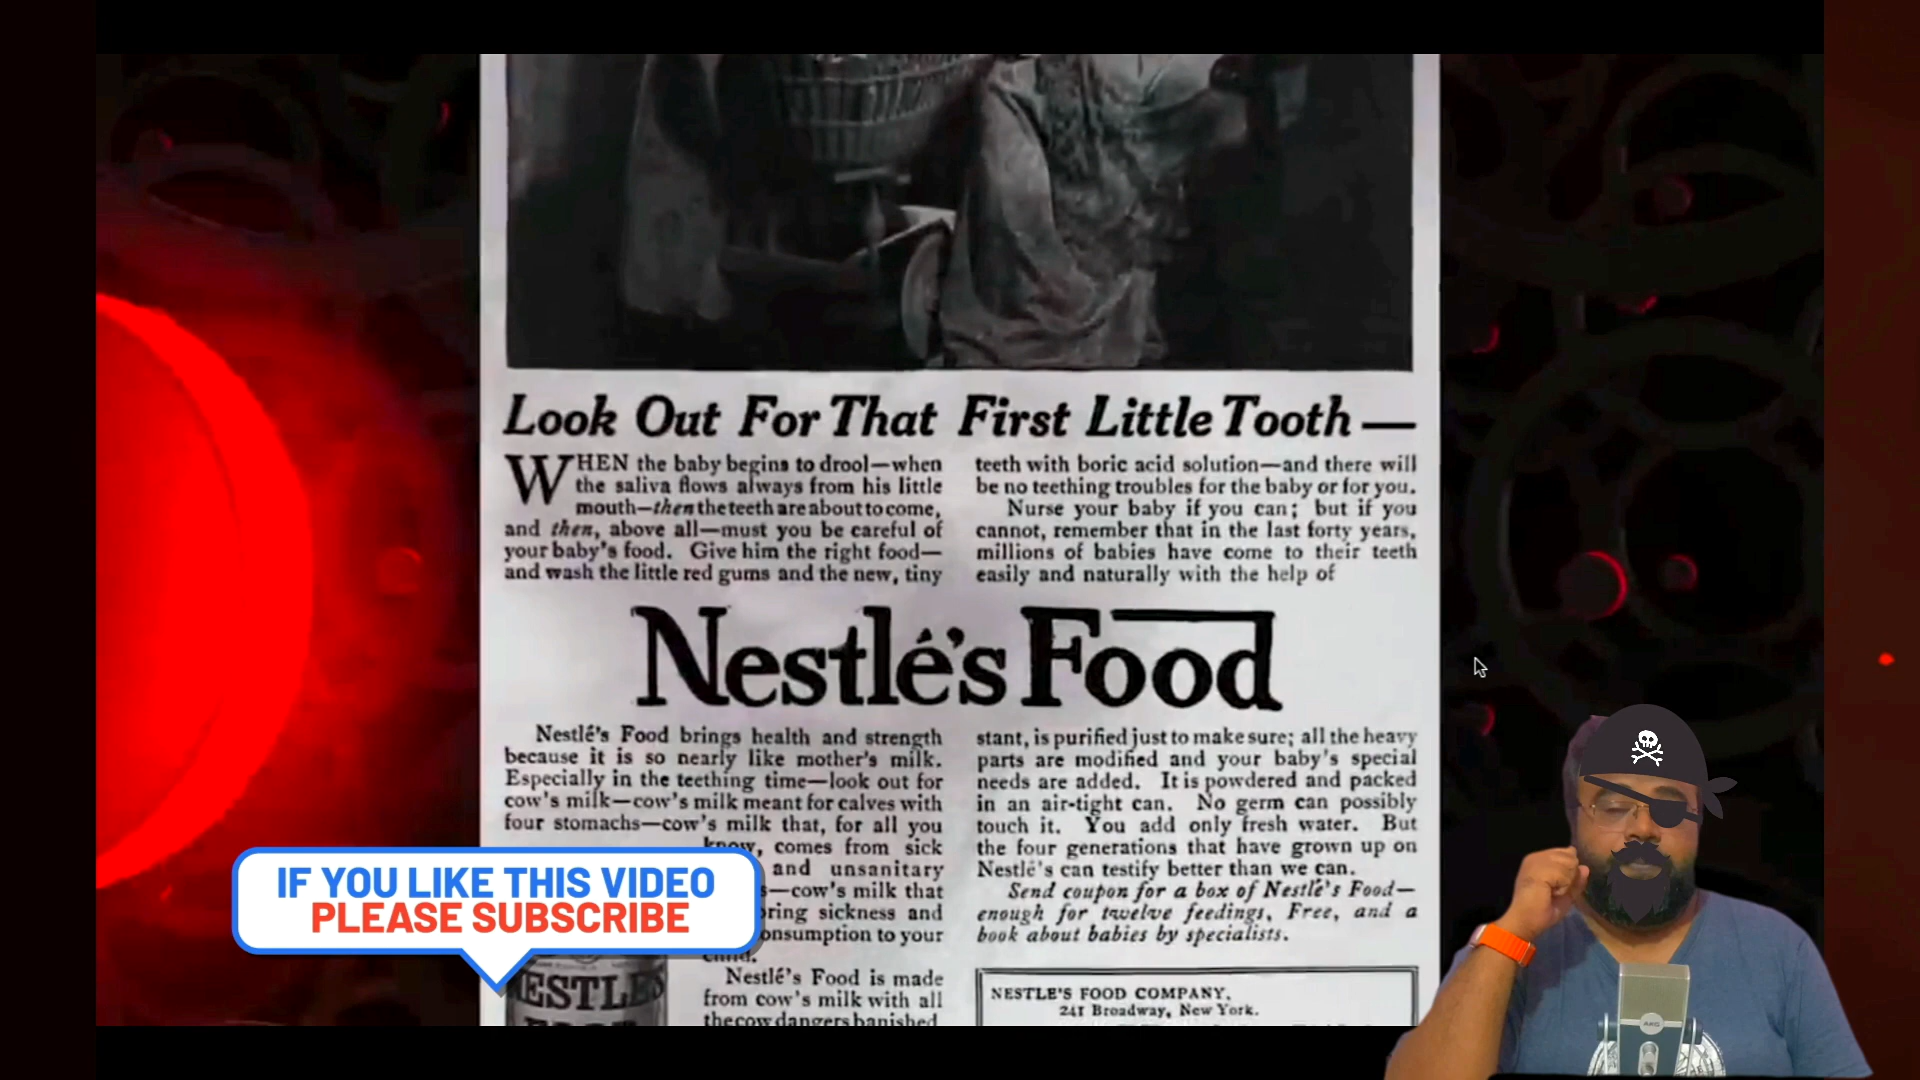 Look Out For That First Little Tooth—
WHEN the baby begins to drool—when
the saliva flows always from his little
mouth—then the teeth are about to come,
and then, above all—must you be careful of
your baby's food. Give him the right food—
and wash the little red gums and the new, tiny
teeth with boric acid solution—and there will
be no teething troubles for the baby or for you.
Nurse your baby if you can; but if you
cannot, remember that in the last forty years,
millions of babies have come to their teeth
easily and naturally with the help of
Nestlé's Food
Nestlé's Food brings health and strength
because it is so nearly like mother's milk.
Especially in the teething time—look out for
cow's milk—cow's milk meant for calves with
four stomachs—cow's milk that, for all you
know, comes from sick
and unsanitary
—cow's milk that
bring sickness and
consumption to your
child.
Nestlé's Food is made
from cow's milk with all
the cow dangers banished
stant, is purified just to make sure; all the heavy
parts are modified and your baby's special
needs are added. It is powdered and packed
in an air-tight can. No germ can possibly
touch it. You add only fresh water. But
the four generations that have grown up on
Nestlé's can testify better than we can.
Send coupon for a box of Nestlé's Food—
enough for twelve feedings, Free, and a
book about babies by specialists.
NESTLE'S FOOD COMPANY,
241 Broadway, New York.
IF YOU LIKE THIS VIDEO
PLEASE SUBSCRIBE
NESTLE'S
FOOD
AKG